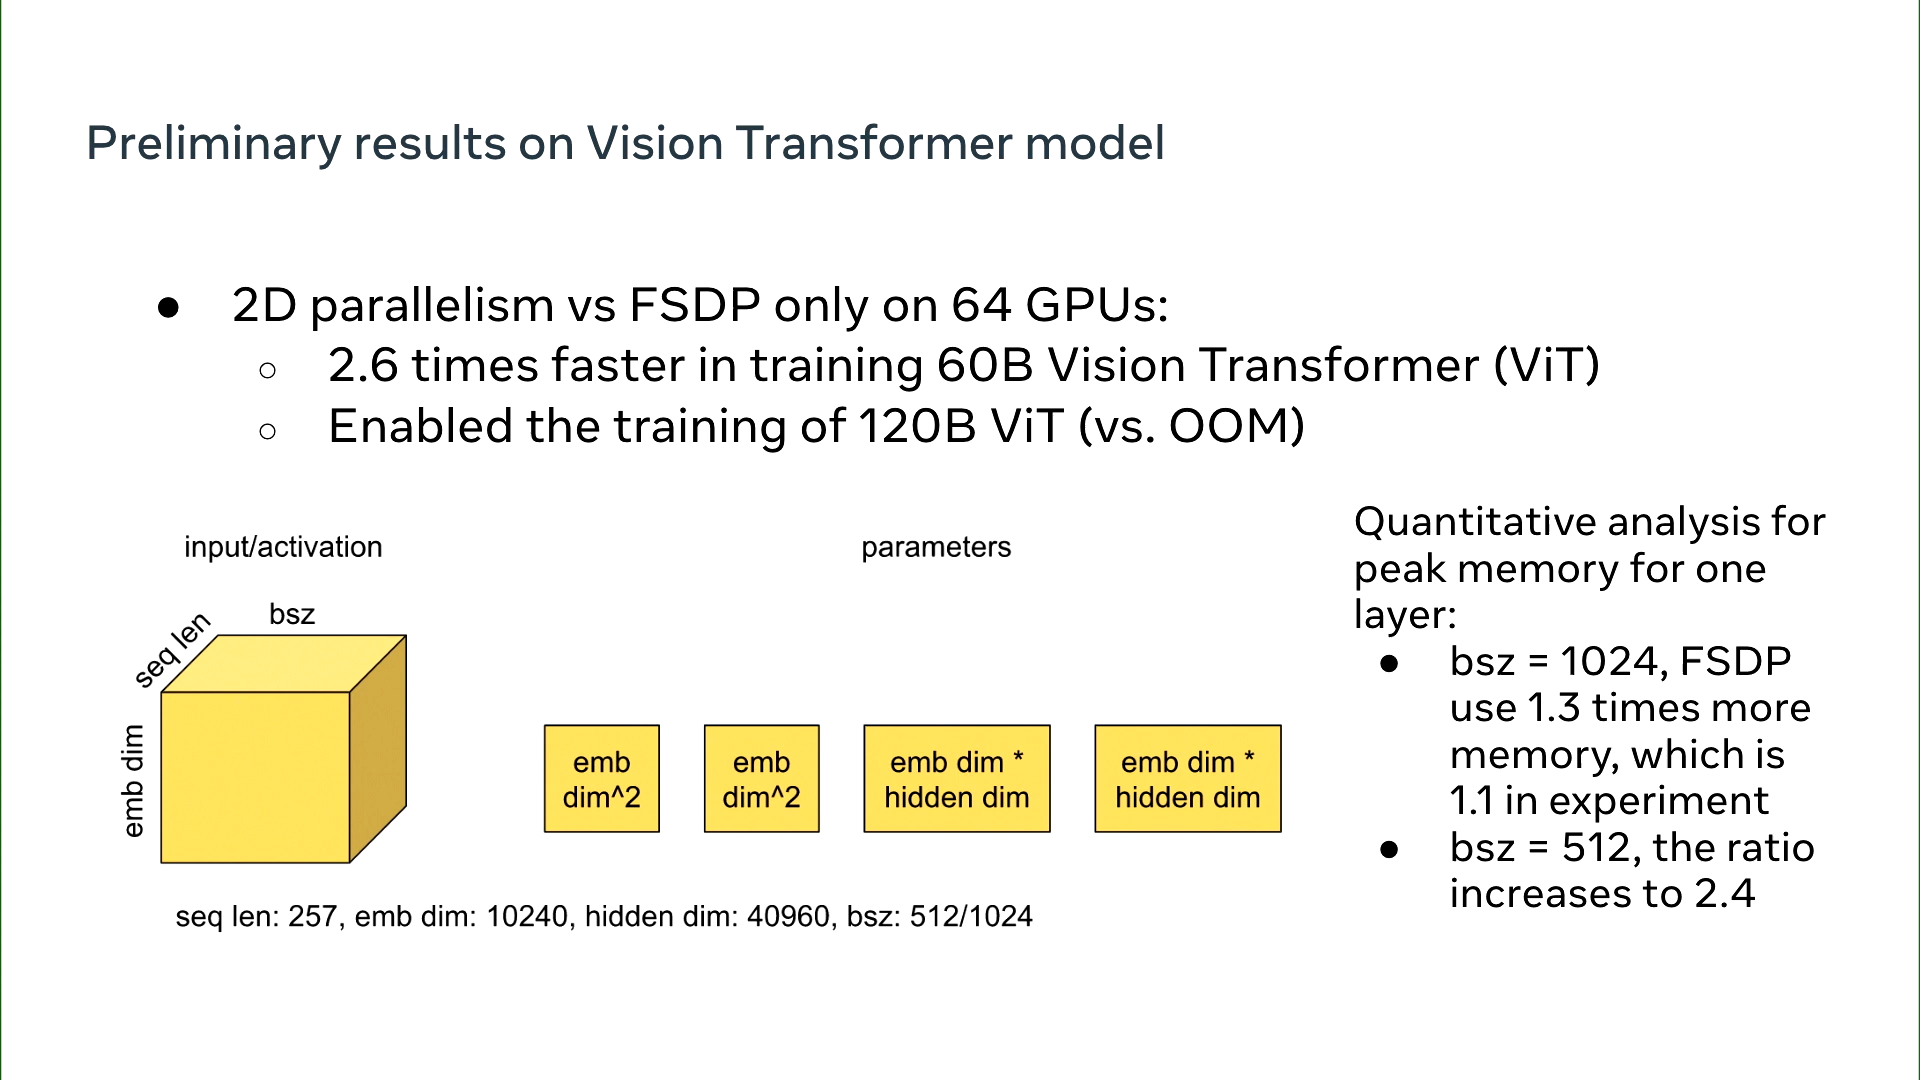 Preliminary results on Vision Transformer model
● 2D parallelism vs FSDP only on 64 GPUs:
○ 2.6 times faster in training 60B Vision Transformer (ViT)
○ Enabled the training of 120B ViT (vs. OOM)
input/activation
bsz
seq len
emb dim
parameters
emb
dim^2
emb
dim^2
emb dim *
hidden dim
emb dim *
hidden dim
seq len: 257, emb dim: 10240, hidden dim: 40960, bsz: 512/1024
Quantitative analysis for
peak memory for one
layer:
● bsz = 1024, FSDP
use 1.3 times more
memory, which is
1.1 in experiment
● bsz = 512, the ratio
increases to 2.4